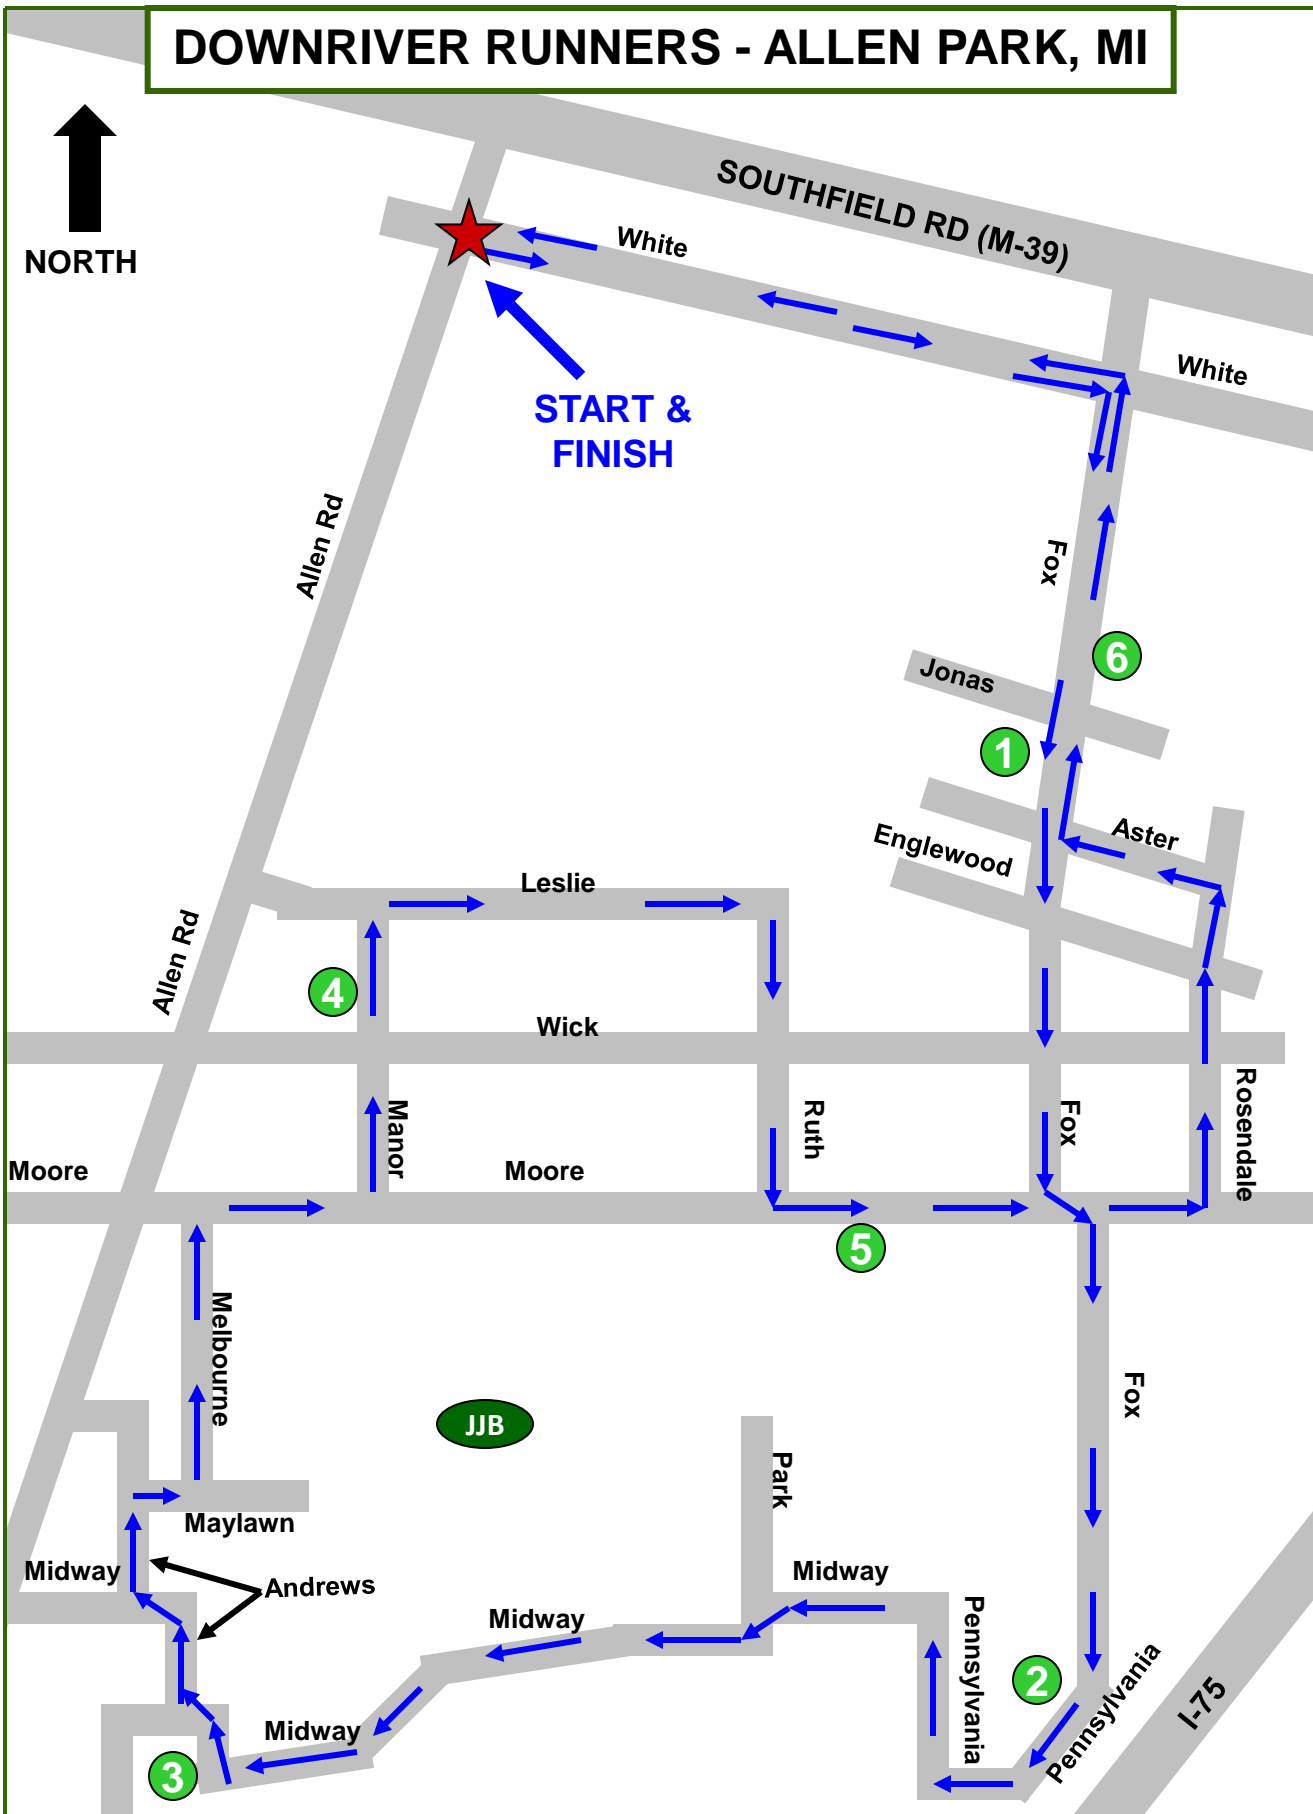 DOWNRIVER RUNNERS - ALLEN PARK, MI
SOUTHFIELD RD (M-39)
NORTH
White
White
START &
FINISH
Allen Rd
Fox
6
Jonas
1
Aster
Englewood
Leslie
Allen Rd
4
Wick
Manor
Ruth
Fox
Rosendale
Moore
Moore
5
Melbourne
Fox
JJB
Park
Maylawn
Midway
Andrews
Midway
Midway
Pennsylvania
2
Pennsylvania
I-75
Midway
3